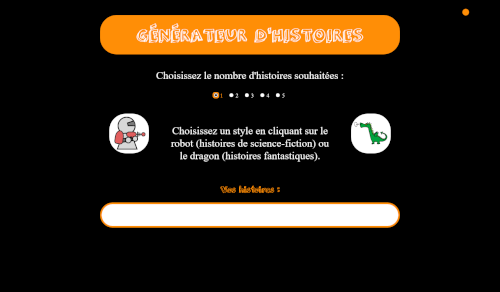 GÉNÉRATEUR D'HISTOIRES
Choisissez le nombre d'histoires souhaitées :
1 2 3 4 5
Choisissez un style en cliquant sur le
robot (histoires de science-fiction) ou
le dragon (histoires fantastiques).
Vos histoires :